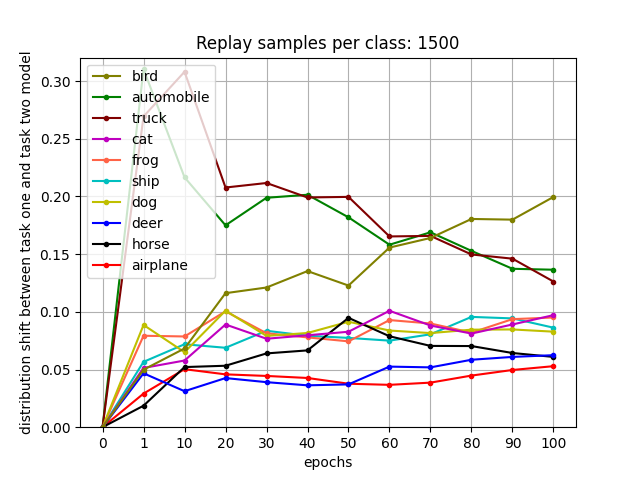 Replay samples per class: 1500
distribution shift between task one and task two model
0.30
0.25
0.20
0.15
0.10
0.05
0.00
bird
automobile
truck
cat
frog
ship
dog
deer
horse
airplane
0 1 10 20 30 40 50 60 70 80 90 100
epochs